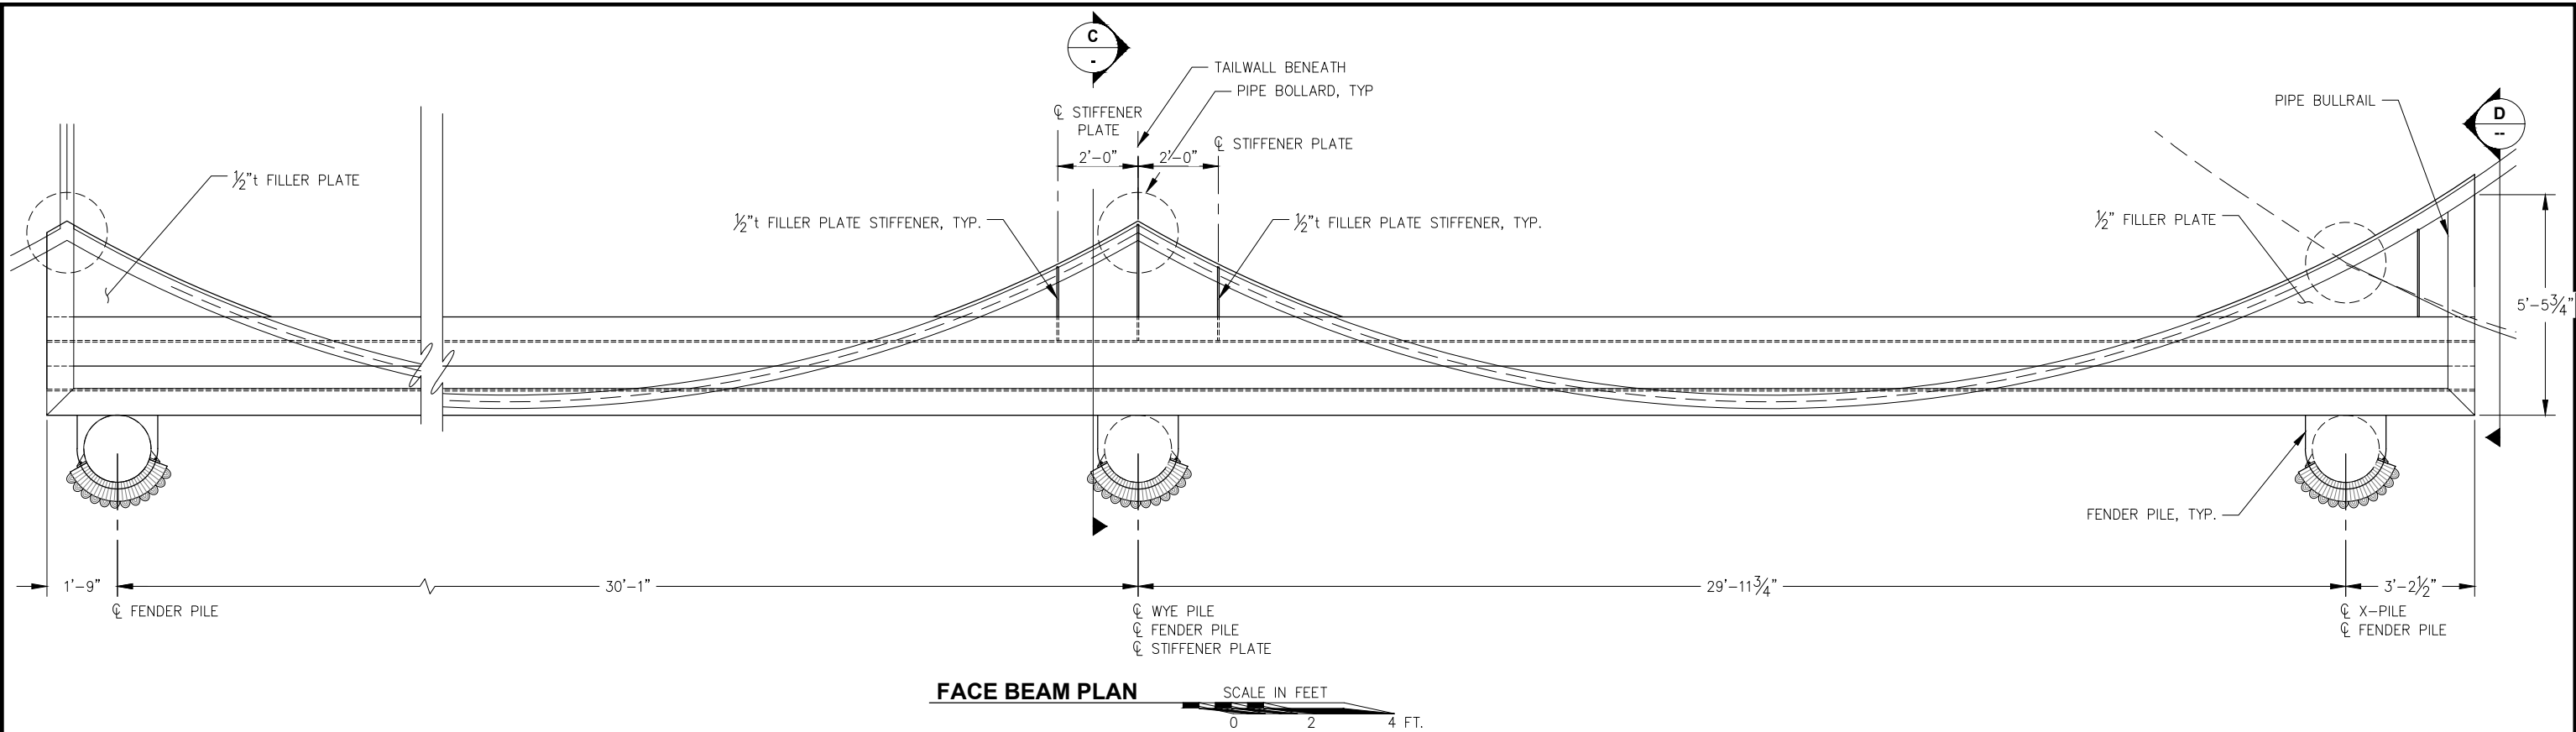 C
-
TAILWALL BENEATH
PIPE BOLLARD, TYP
℄ STIFFENER
PLATE
℄ STIFFENER PLATE
2'-0"
2'-0"
PIPE BULLRAIL
D
--
½"t FILLER PLATE
½"t FILLER PLATE STIFFENER, TYP.
½"t FILLER PLATE STIFFENER, TYP.
½" FILLER PLATE
5'-5¾"
FENDER PILE, TYP.
1'-9"
30'-1"
29'-11¾"
3'-2½"
℄ FENDER PILE
℄ WYE PILE
℄ FENDER PILE
℄ STIFFENER PLATE
℄ X-PILE
℄ FENDER PILE
FACE BEAM PLAN
SCALE IN FEET
0 2 4 FT.